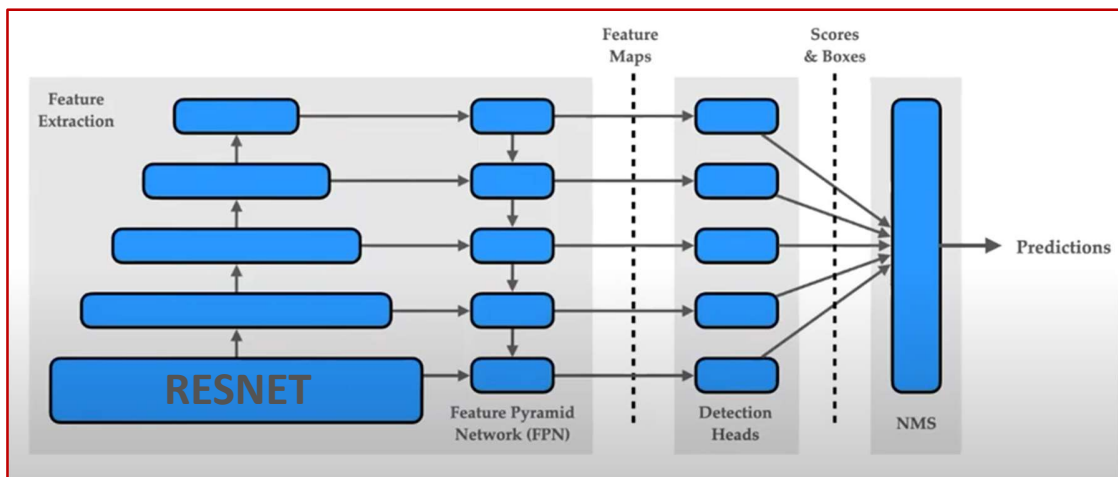 Feature
Extraction
RESNET
Feature Pyramid
Network (FPN)
Feature
Maps
Detection
Heads
Scores
& Boxes
NMS
Predictions